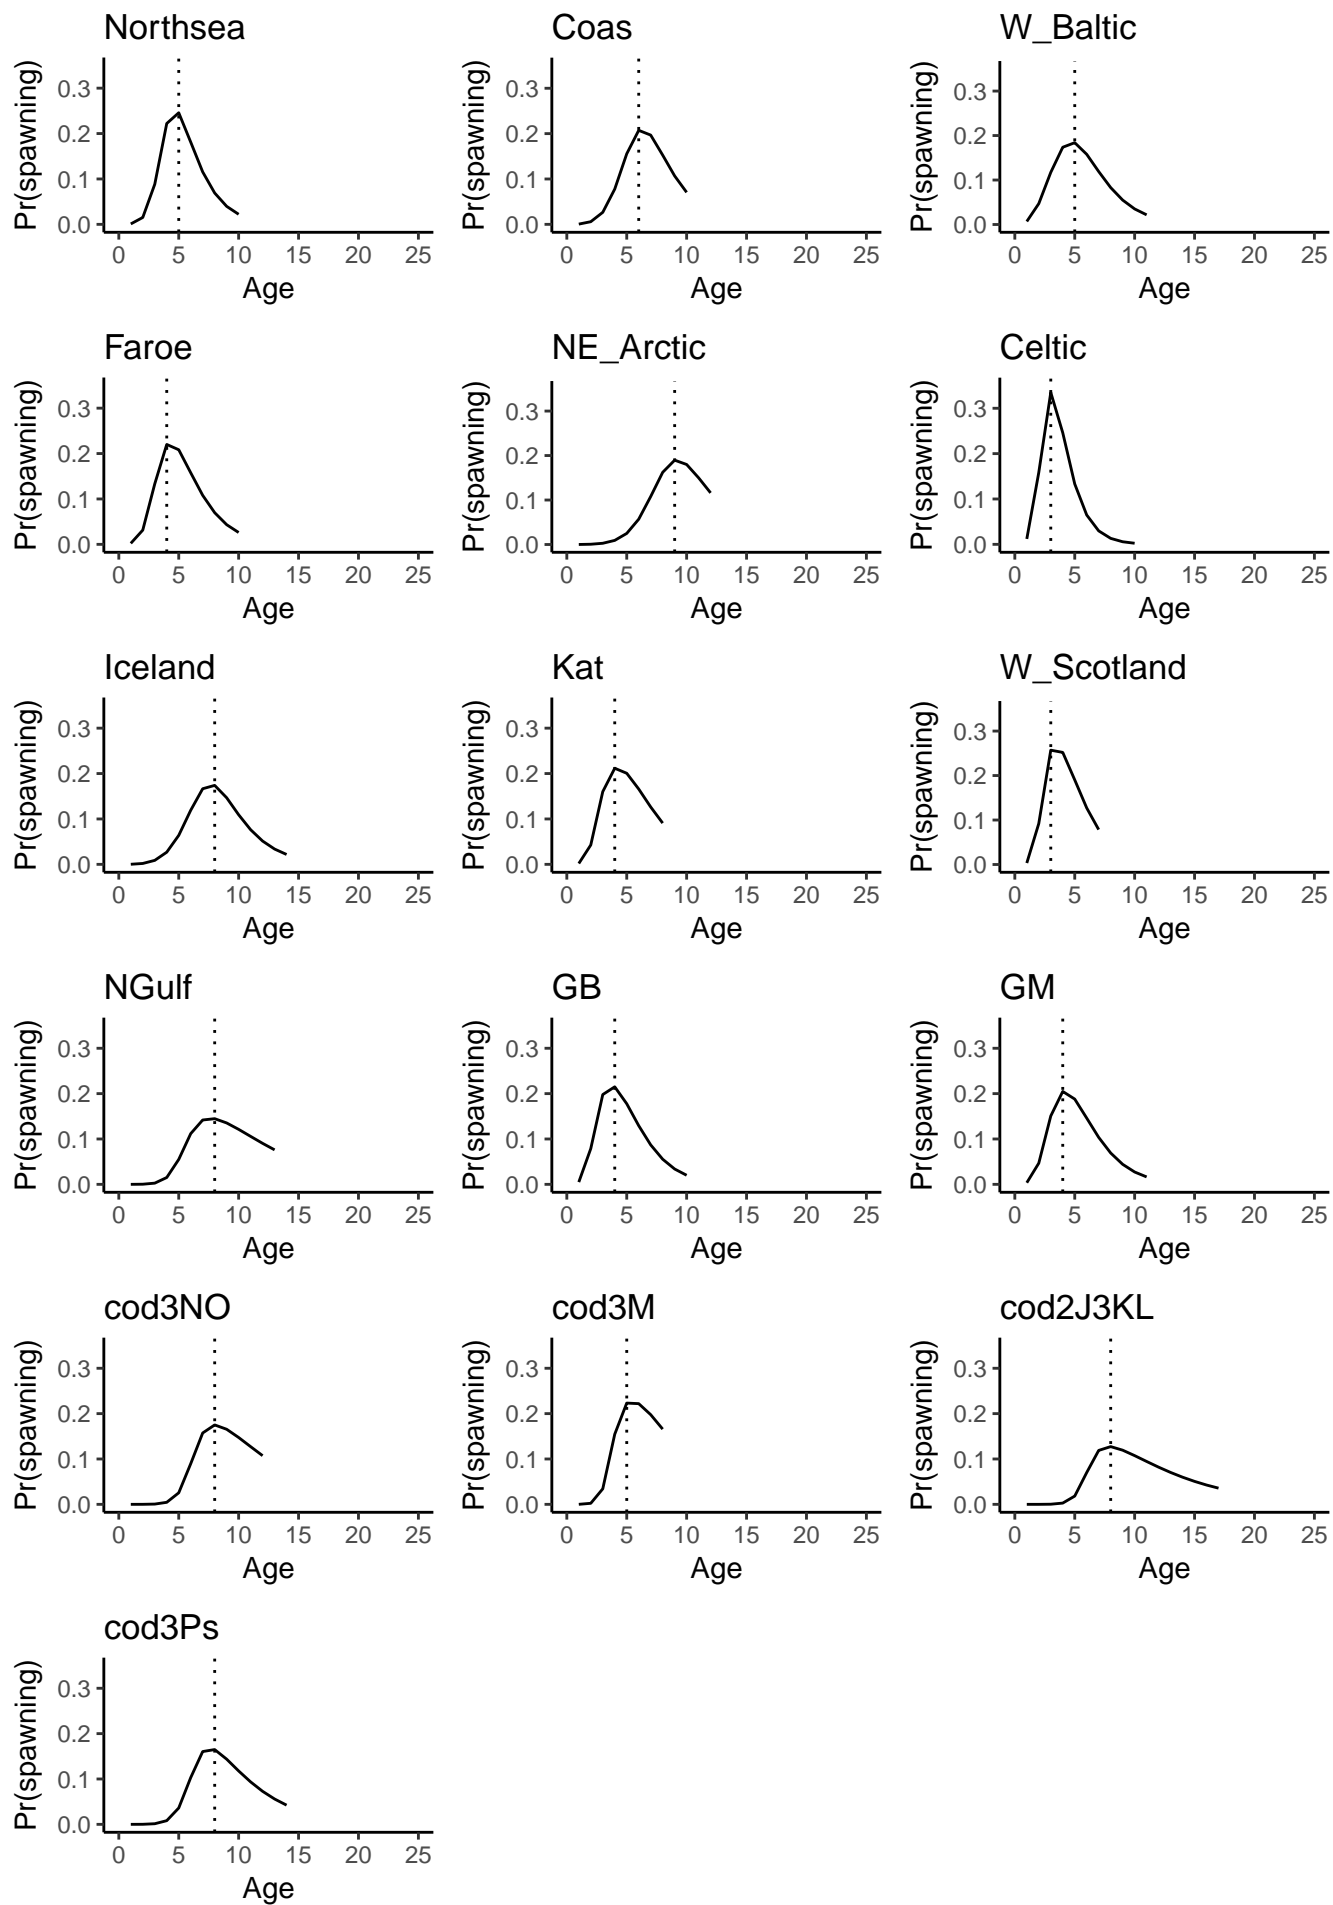 Northsea
Coas
W_Baltic
Pr(spawning)
0.3
0.2
0.1
0.0
0 5 10 15 20 25
Age
Pr(spawning)
0.3
0.2
0.1
0.0
0 5 10 15 20 25
Age
Pr(spawning)
0.3
0.2
0.1
0.0
0 5 10 15 20 25
Age
Faroe
NE_Arctic
Celtic
Pr(spawning)
0.3
0.2
0.1
0.0
0 5 10 15 20 25
Age
Pr(spawning)
0.3
0.2
0.1
0.0
0 5 10 15 20 25
Age
Pr(spawning)
0.3
0.2
0.1
0.0
0 5 10 15 20 25
Age
Iceland
Kat
W_Scotland
Pr(spawning)
0.3
0.2
0.1
0.0
0 5 10 15 20 25
Age
Pr(spawning)
0.3
0.2
0.1
0.0
0 5 10 15 20 25
Age
Pr(spawning)
0.3
0.2
0.1
0.0
0 5 10 15 20 25
Age
NGulf
GB
GM
Pr(spawning)
0.3
0.2
0.1
0.0
0 5 10 15 20 25
Age
Pr(spawning)
0.3
0.2
0.1
0.0
0 5 10 15 20 25
Age
Pr(spawning)
0.3
0.2
0.1
0.0
0 5 10 15 20 25
Age
cod3NO
cod3M
cod2J3KL
Pr(spawning)
0.3
0.2
0.1
0.0
0 5 10 15 20 25
Age
Pr(spawning)
0.3
0.2
0.1
0.0
0 5 10 15 20 25
Age
Pr(spawning)
0.3
0.2
0.1
0.0
0 5 10 15 20 25
Age
cod3Ps
Pr(spawning)
0.3
0.2
0.1
0.0
0 5 10 15 20 25
Age